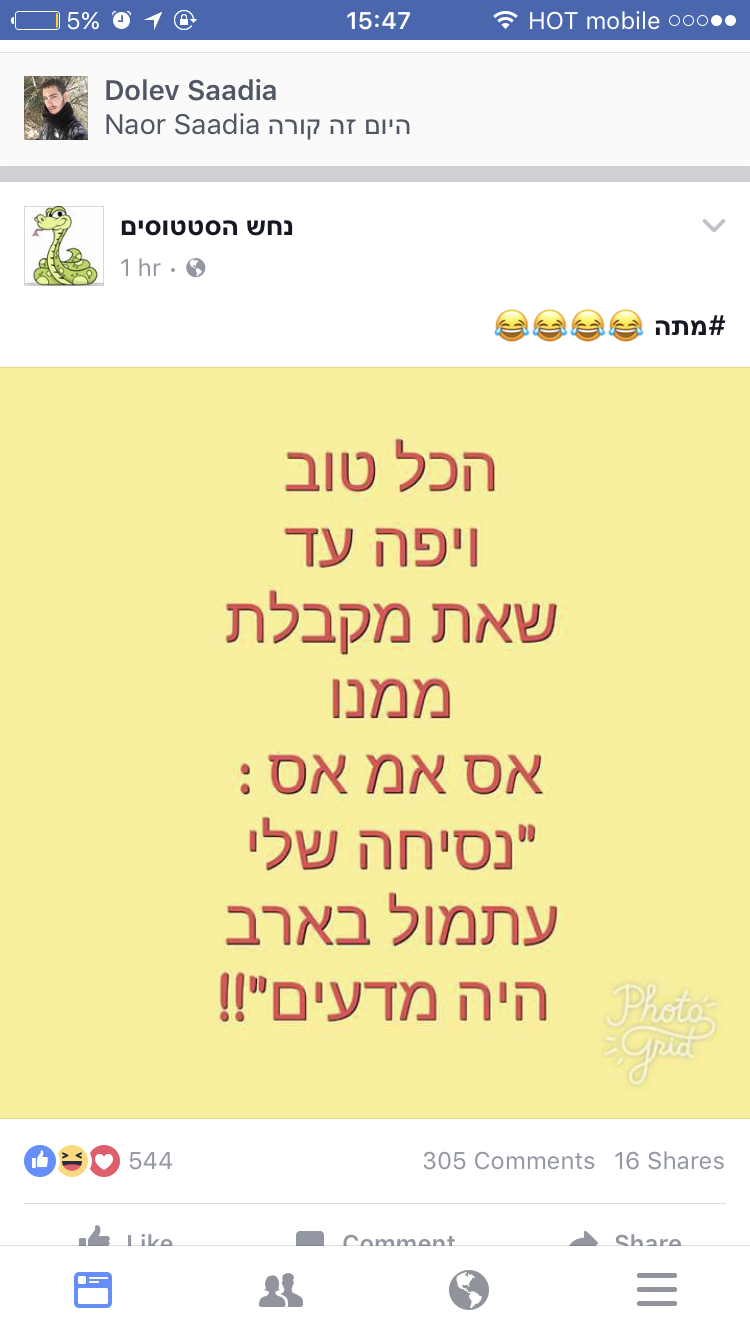 5% 15:47 HOT mobile
Dolev Saadia
Naor Saadia היום זה קורה
נחש הסטטוסים
1 hr
#מתה 😂😂😂😂
הכל טוב
ויפה עד
שאת מקבלת
ממנו
אס אמ אס :
"נסיחה שלי
עתמול בארב
היה מדעים"!!
Photo
Grid
544 305 Comments 16 Shares
Like Comment Share